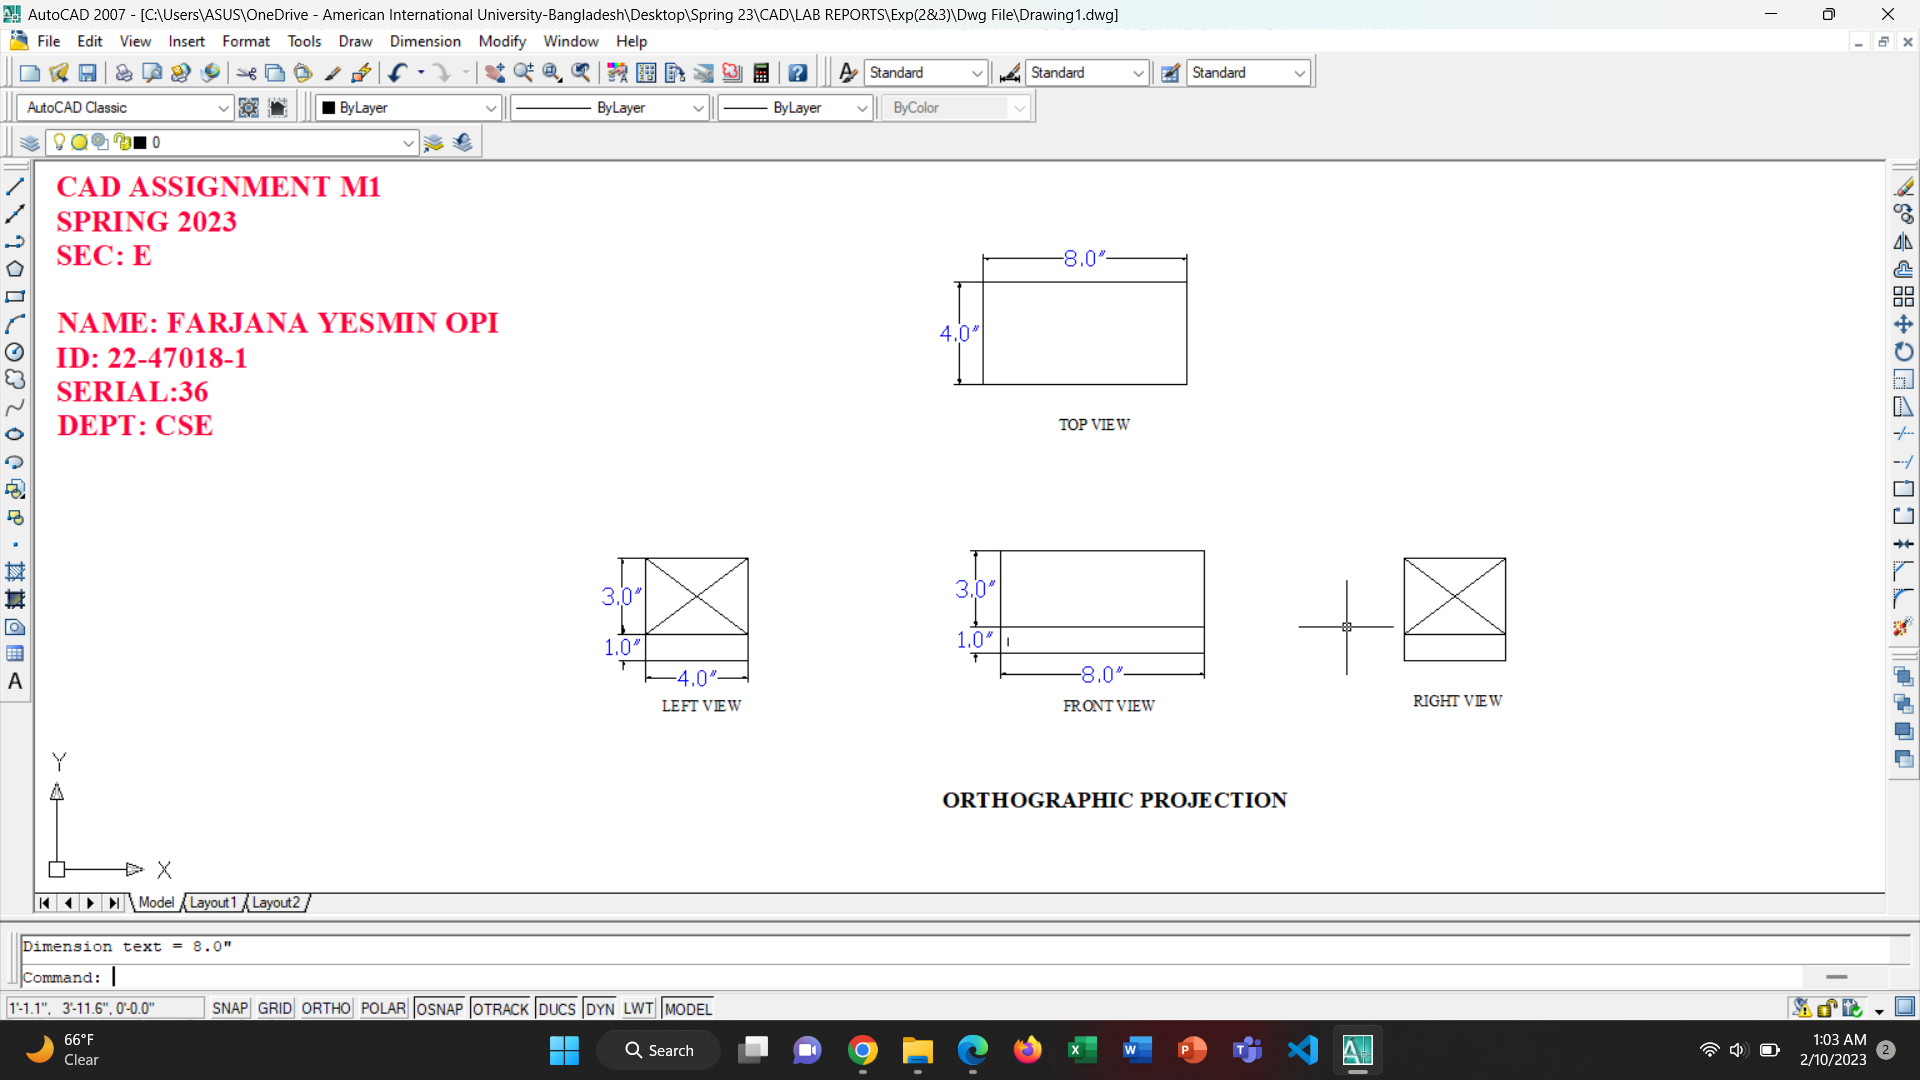 AutoCAD 2007 - [C:\Users\ASUS\OneDrive - American International University-Bangladesh\Desktop\Spring 23\CAD\LAB REPORTS\Exp(2&3)\Dwg File\Drawing1.dwg]
File Edit View Insert Format Tools Draw Dimension Modify Window Help
Standard Standard Standard
AutoCAD Classic ByLayer ByLayer ByLayer ByColor
0
CAD ASSIGNMENT M1
SPRING 2023
SEC: E
NAME: FARJANA YESMIN OPI
ID: 22-47018-1
SERIAL:36
DEPT: CSE
8.0"
4.0"
TOP VIEW
3.0"
1.0"
4.0"
LEFT VIEW
3.0"
1.0"
8.0"
FRONT VIEW
RIGHT VIEW
ORTHOGRAPHIC PROJECTION
Y
X
Model Layout1 Layout2
Dimension text = 8.0"
Command:
1'-1.1", 3'-11.6", 0'-0.0" SNAP GRID ORTHO POLAR OSNAP OTRACK DUCS DYN LWT MODEL
66°F
Clear
Search
1:03 AM
2/10/2023
2